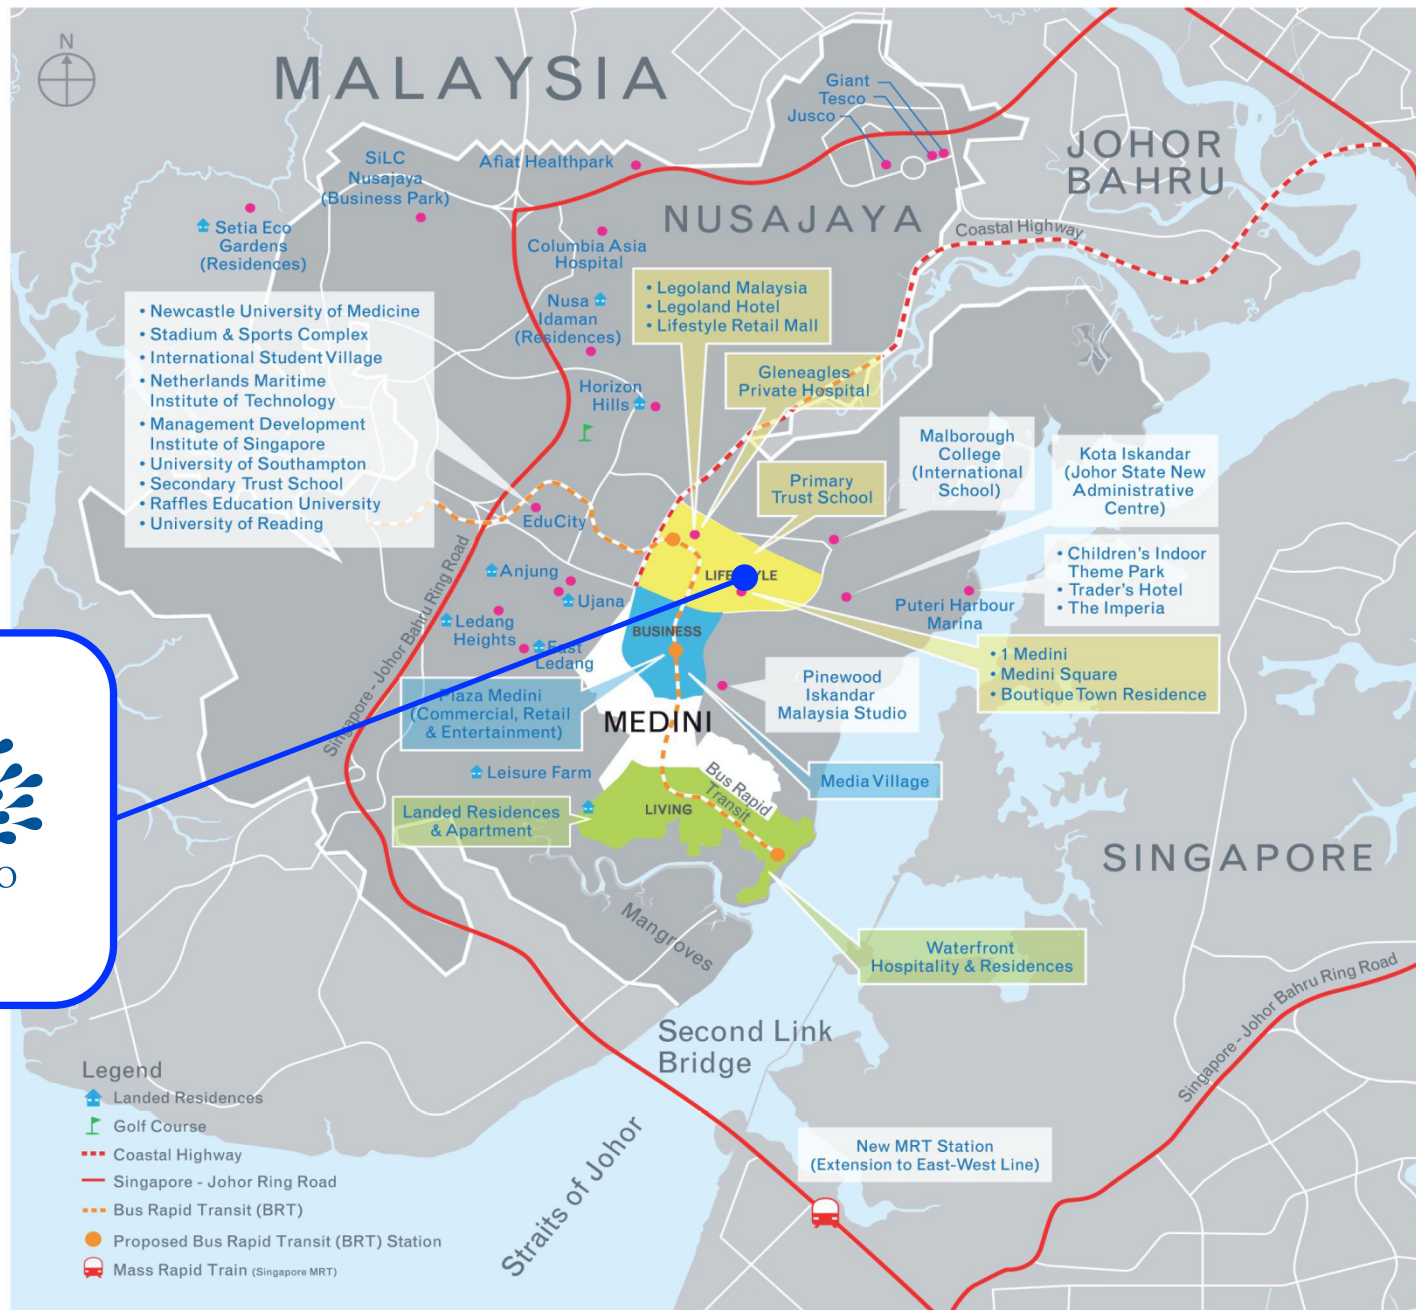 N
MALAYSIA
Giant
Tesco
Jusco
JOHOR
BAHRU
SiLC
Nusajaya
(Business Park)
Afiat Healthpark
NUSAJAYA
Setia Eco
Gardens
(Residences)
Columbia Asia
Hospital
Coastal Highway
Nusa
Idaman
(Residences)
• Legoland Malaysia
• Legoland Hotel
• Lifestyle Retail Mall
• Newcastle University of Medicine
• Stadium & Sports Complex
• International Student Village
• Netherlands Maritime
Institute of Technology
• Management Development
Institute of Singapore
• University of Southampton
• Secondary Trust School
• Raffles Education University
• University of Reading
Gleneagles
Private Hospital
Horizon
Hills
Malborough
College
(International
School)
Kota Iskandar
(Johor State New
Administrative
Centre)
Primary
Trust School
EduCity
• Children's Indoor
Theme Park
• Trader's Hotel
• The Imperia
Anjung
Ujana
LIFESTYLE
Puteri Harbour
Marina
Ledang
Heights
East
Ledang
BUSINESS
• 1 Medini
• Medini Square
• Boutique Town Residence
Singapore - Johor Bahru Ring Road
Plaza Medini
(Commercial, Retail
& Entertainment)
MEDINI
Pinewood
Iskandar
Malaysia Studio
Leisure Farm
Bus Rapid
Transit
Media Village
Landed Residences
& Apartment
LIVING
SINGAPORE
O
Mangroves
Waterfront
Hospitality & Residences
Second Link
Bridge
Singapore - Johor Bahru Ring Road
Straits of Johor
New MRT Station
(Extension to East-West Line)
Legend
Landed Residences
Golf Course
Coastal Highway
Singapore - Johor Ring Road
Bus Rapid Transit (BRT)
Proposed Bus Rapid Transit (BRT) Station
Mass Rapid Train (Singapore MRT)